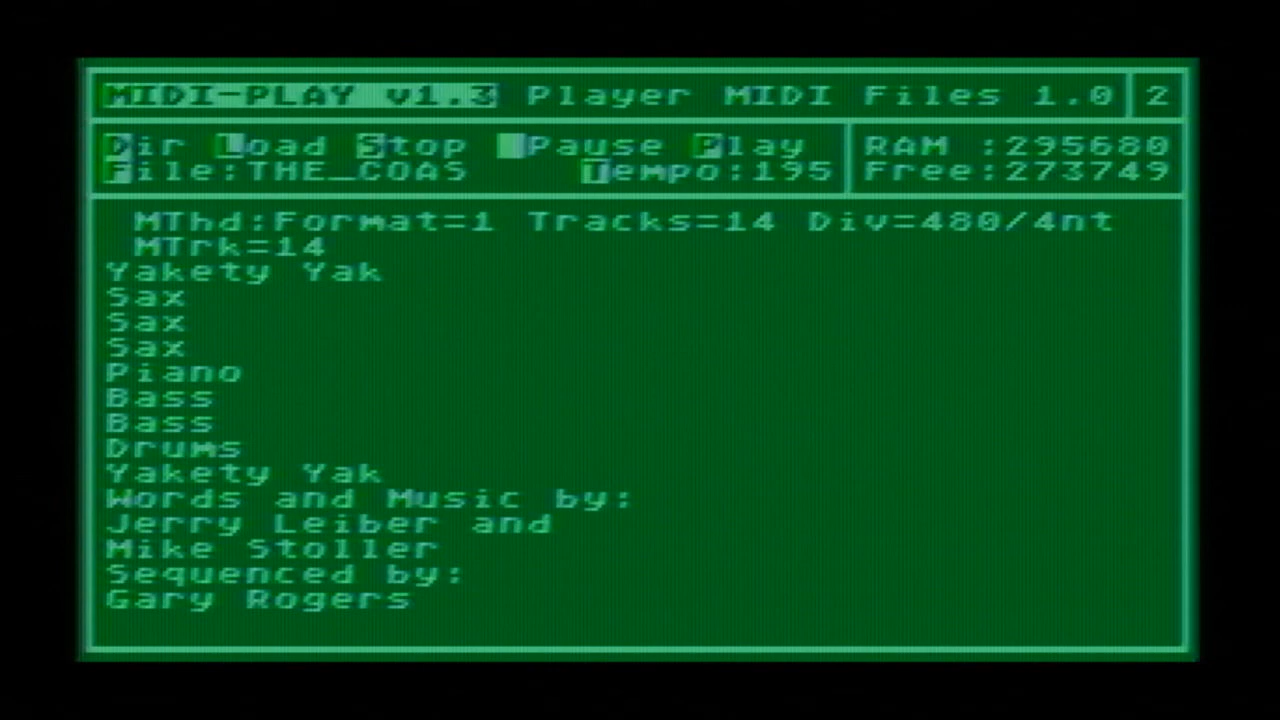 MIDI-PLAY v1.3 Player MIDI Files 1.0 2
Dir Load Stop Pause Play RAM :295680
File:THE_COAS Tempo:195 Free:273749
MThd:Format=1 Tracks=14 Div=480/4nt
MTrk=14
Yakety Yak
Sax
Sax
Sax
Piano
Bass
Bass
Drums
Yakety Yak
Words and Music by:
Jerry Leiber and
Mike Stoller
Sequenced by:
Gary Rogers